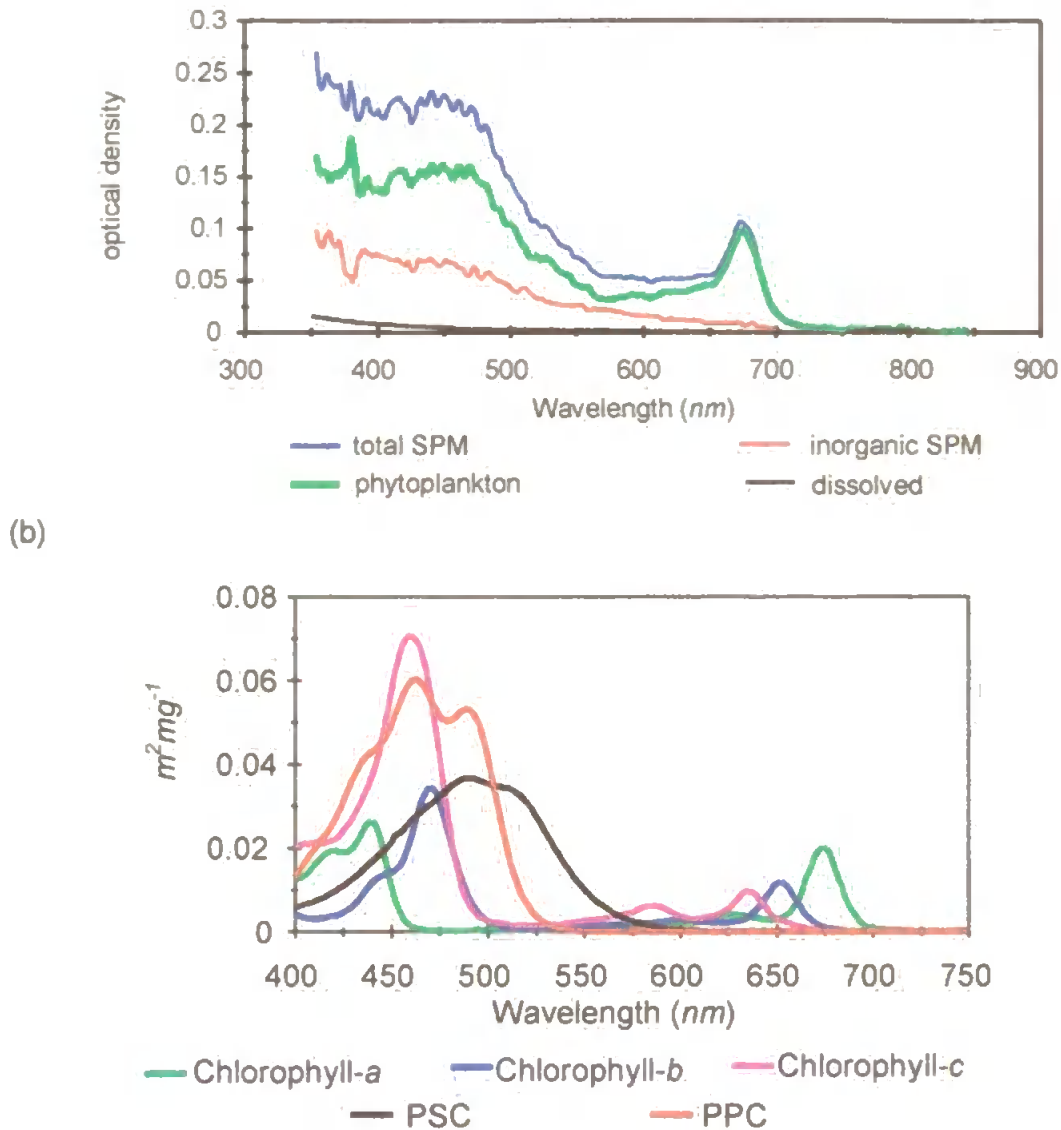 0.3
0.25
0.2
0.15
0.1
0.05
0
optical density
300 400 500 600 700 800 900
Wavelength (nm)
total SPM inorganic SPM
phytoplankton dissolved
(b)
0.08
0.06
0.04
0.02
0
m² mg⁻¹
400 450 500 550 600 650 700 750
Wavelength (nm)
Chlorophyll-a Chlorophyll-b Chlorophyll-c
PSC PPC